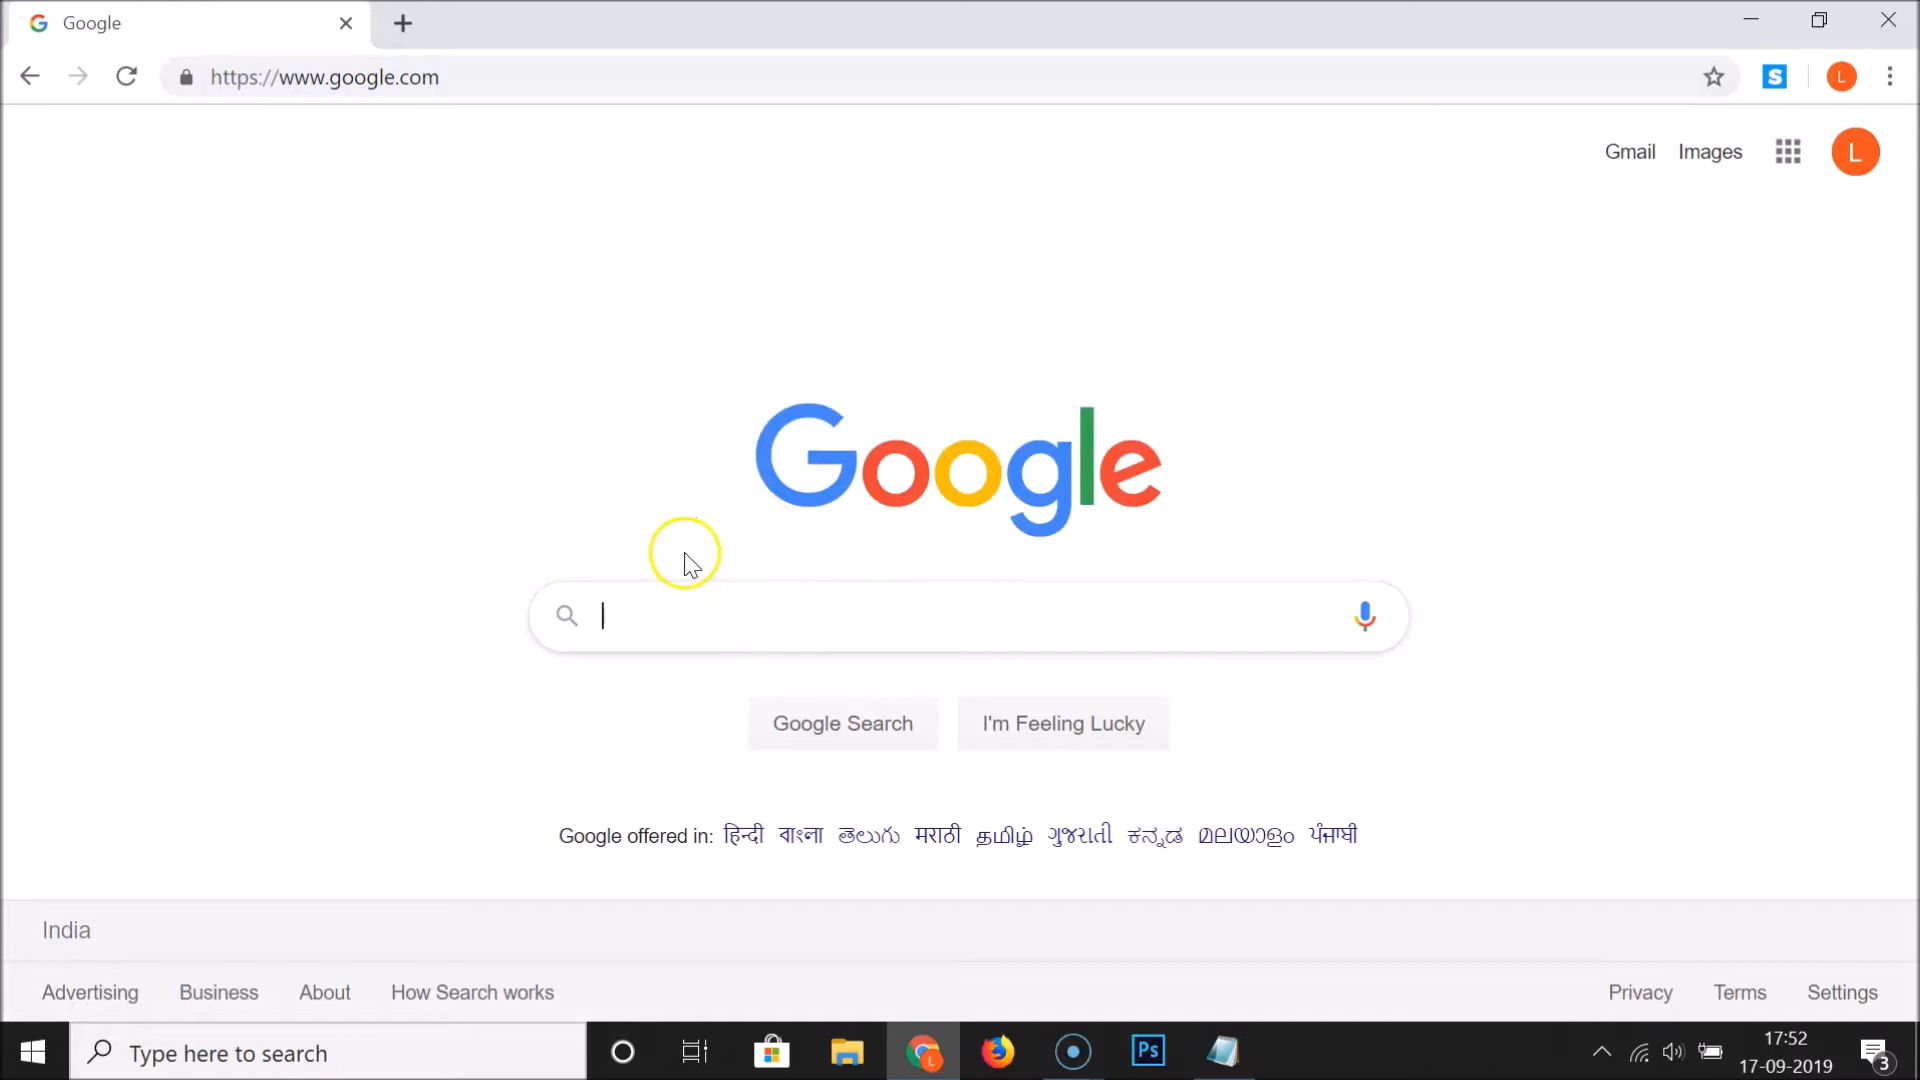 Google
https://www.google.com
S
L
Gmail Images
L
Google
Google Search I'm Feeling Lucky
Google offered in: हिन्दी বাংলা తెలుగు मराठी தமிழ் ગુજરાતી ಕನ್ನಡ മലയാളം ਪੰਜਾਬੀ
India
Advertising Business About How Search works Privacy Terms Settings
Type here to search
L
Ps
17:52
17-09-2019
3